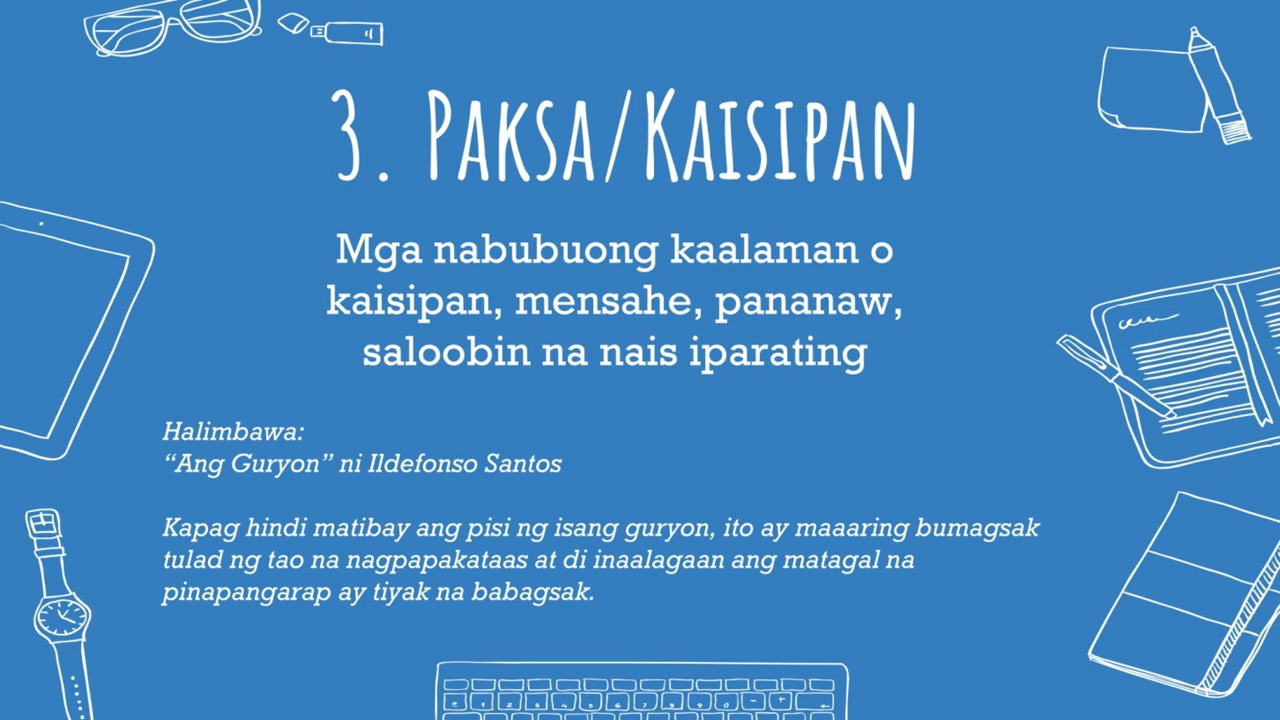 3. Paksa/Kaisipan
Mga nabubuong kaalaman o
kaisipan, mensahe, pananaw,
saloobin na nais iparating
Halimbawa:
“Ang Guryon” ni Ildefonso Santos
Kapag hindi matibay ang pisi ng isang guryon, ito ay maaaring bumagsak
tulad ng tao na nagpapakataas at di inaalagaan ang matagal na
pinapangarap ay tiyak na babagsak.